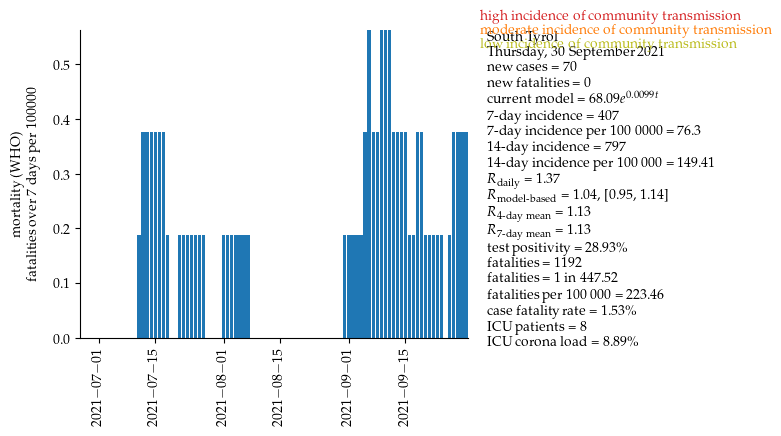 high incidence of community transmission
moderate incidence of community transmission
low incidence of community transmission
South Tyrol
Thursday, 30 September 2021
new cases = 70
new fatalities = 0
current model = 68.09e^0.0099t
7-day incidence = 407
7-day incidence per 100 0000 = 76.3
14-day incidence = 797
14-day incidence per 100 000 = 149.41
R_daily = 1.37
R_model-based = 1.04, [0.95, 1.14]
R_4-day mean = 1.13
R_7-day mean = 1.13
test positivity = 28.93%
fatalities = 1192
fatalities = 1 in 447.52
fatalities per 100 000 = 223.46
case fatality rate = 1.53%
ICU patients = 8
ICU corona load = 8.89%
mortality (WHO)
fatalities over 7 days per 100000
0.5
0.4
0.3
0.2
0.1
0.0
2021−07−01
2021−07−15
2021−08−01
2021−08−15
2021−09−01
2021−09−15